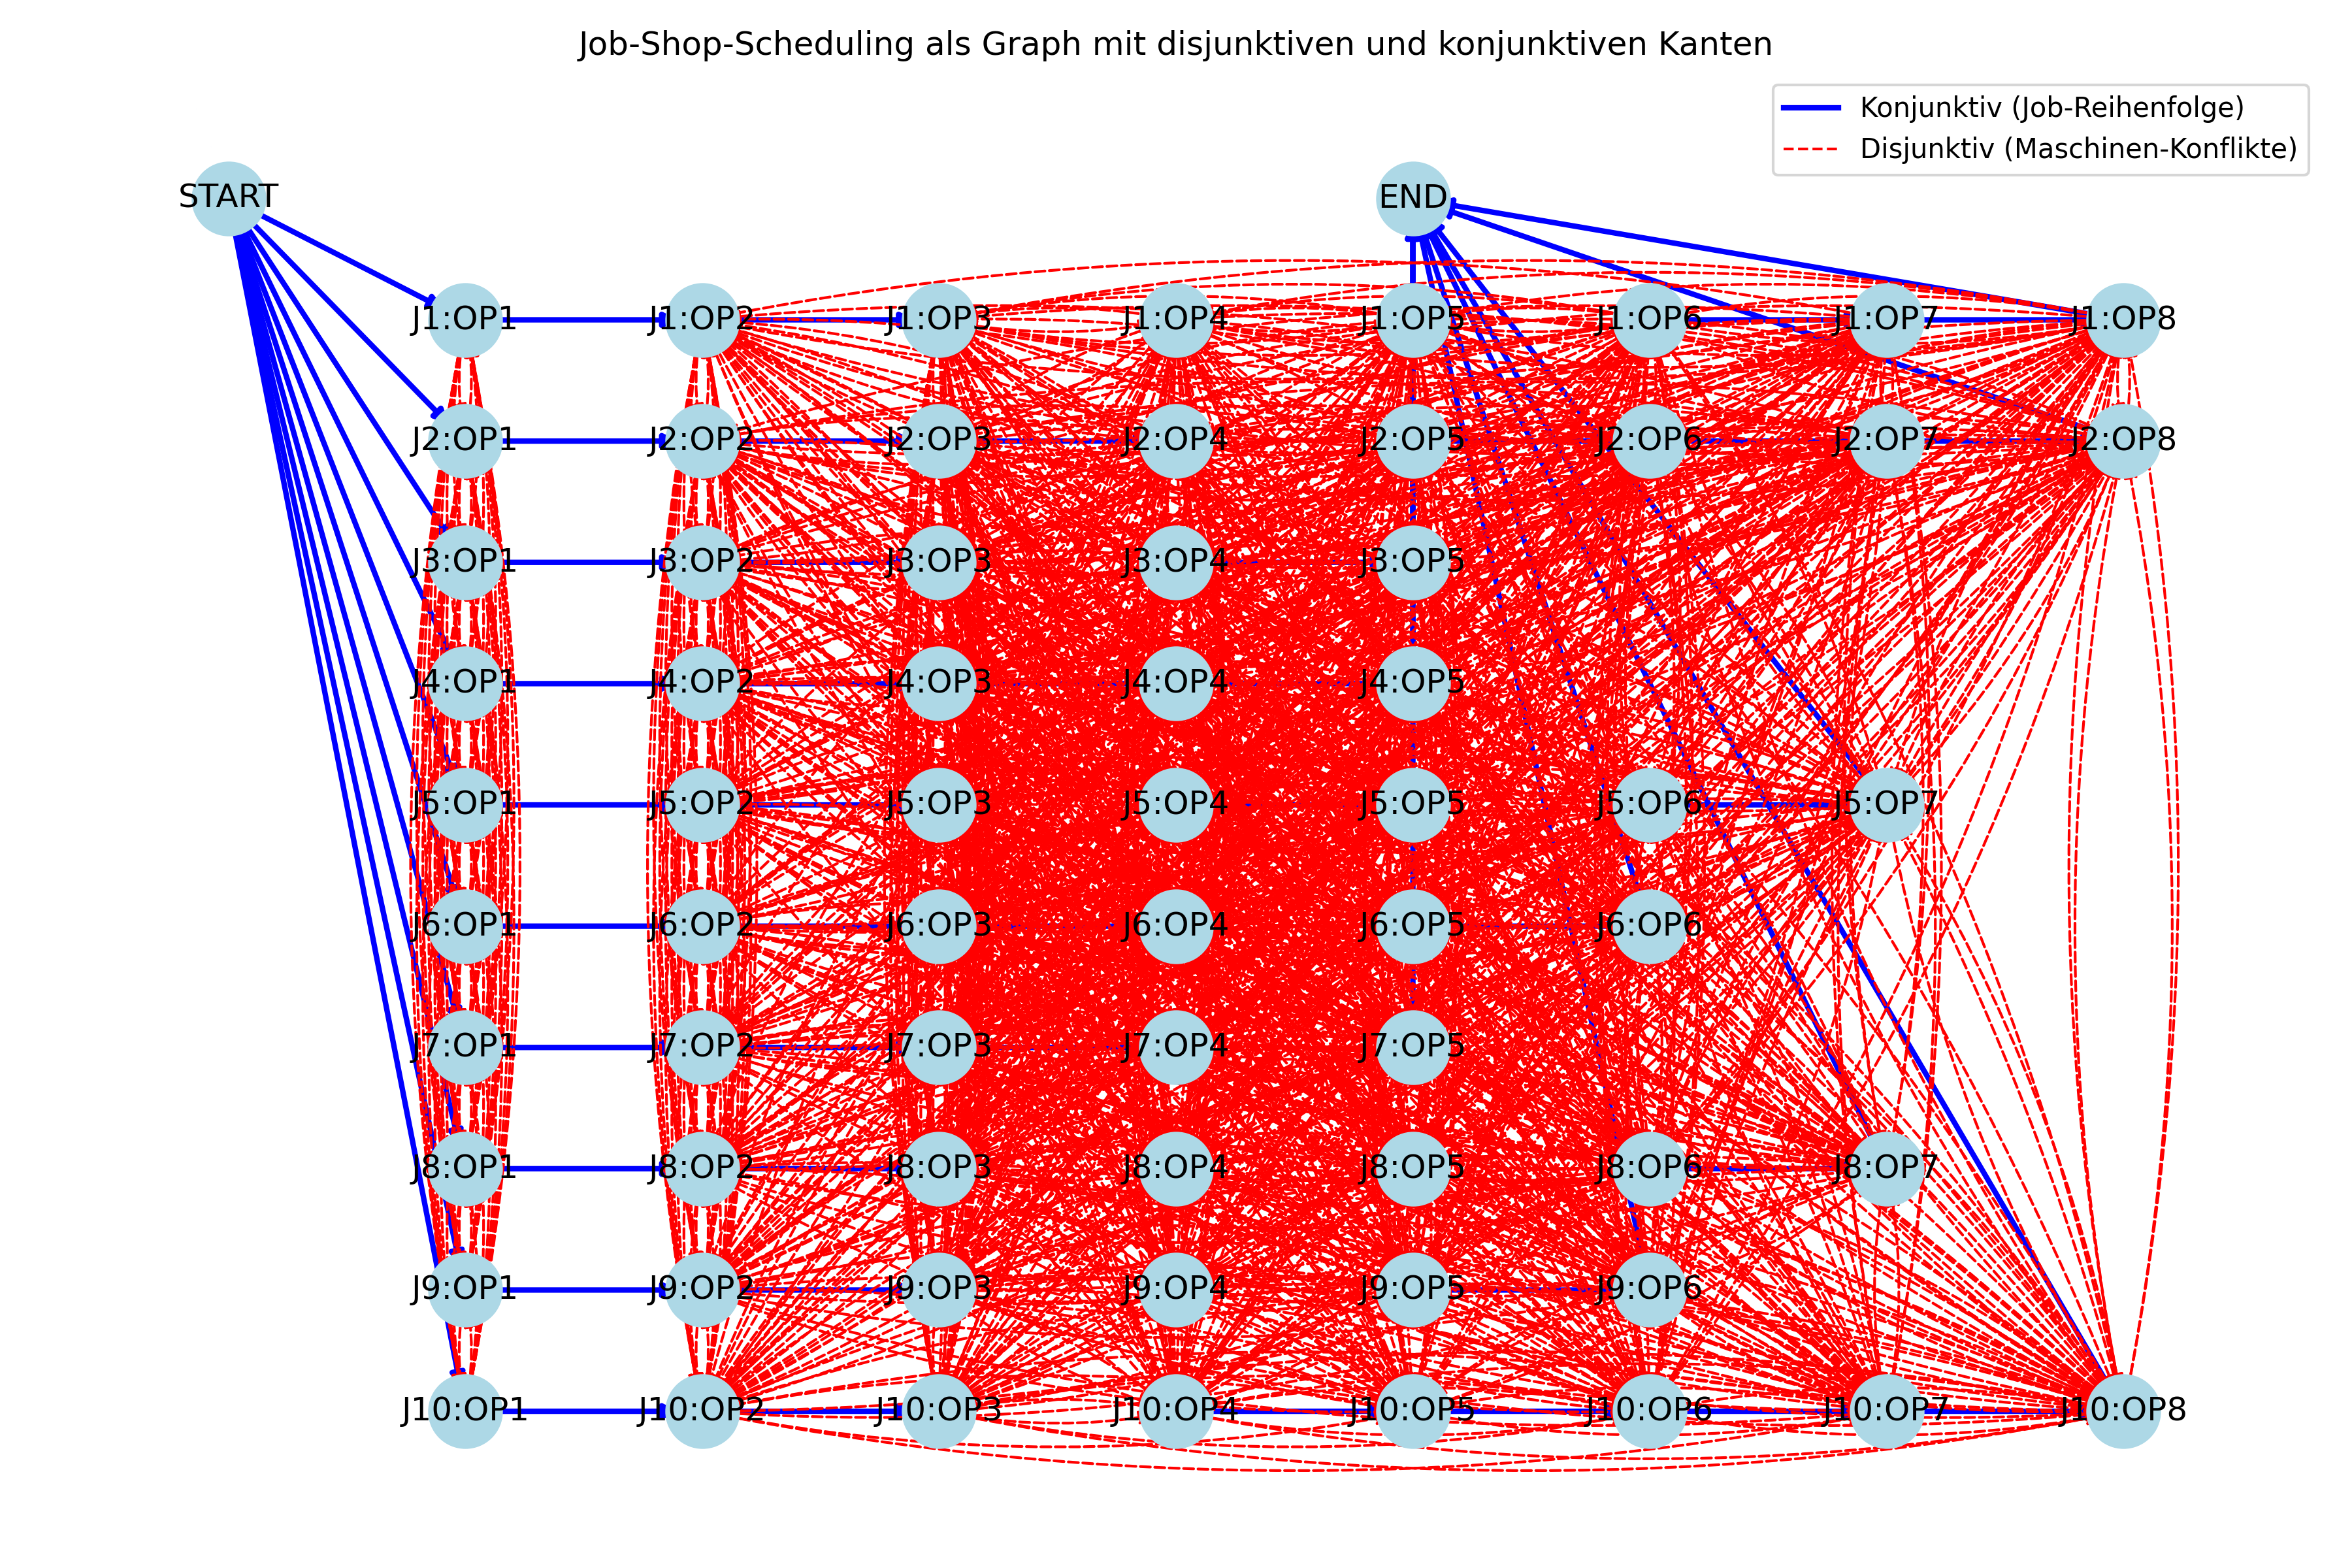 Job-Shop-Scheduling als Graph mit disjunktiven und konjunktiven Kanten
Konjunktiv (Job-Reihenfolge)
Disjunktiv (Maschinen-Konflikte)
START END
J1:OP1 J1:OP2 J1:OP3 J1:OP4 J1:OP5 J1:OP6 J1:OP7 J1:OP8
J2:OP1 J2:OP2 J2:OP3 J2:OP4 J2:OP5 J2:OP6 J2:OP7 J2:OP8
J3:OP1 J3:OP2 J3:OP3 J3:OP4 J3:OP5
J4:OP1 J4:OP2 J4:OP3 J4:OP4 J4:OP5
J5:OP1 J5:OP2 J5:OP3 J5:OP4 J5:OP5 J5:OP6 J5:OP7
J6:OP1 J6:OP2 J6:OP3 J6:OP4 J6:OP5 J6:OP6
J7:OP1 J7:OP2 J7:OP3 J7:OP4 J7:OP5
J8:OP1 J8:OP2 J8:OP3 J8:OP4 J8:OP5 J8:OP6 J8:OP7
J9:OP1 J9:OP2 J9:OP3 J9:OP4 J9:OP5 J9:OP6
J10:OP1 J10:OP2 J10:OP3 J10:OP4 J10:OP5 J10:OP6 J10:OP7 J10:OP8